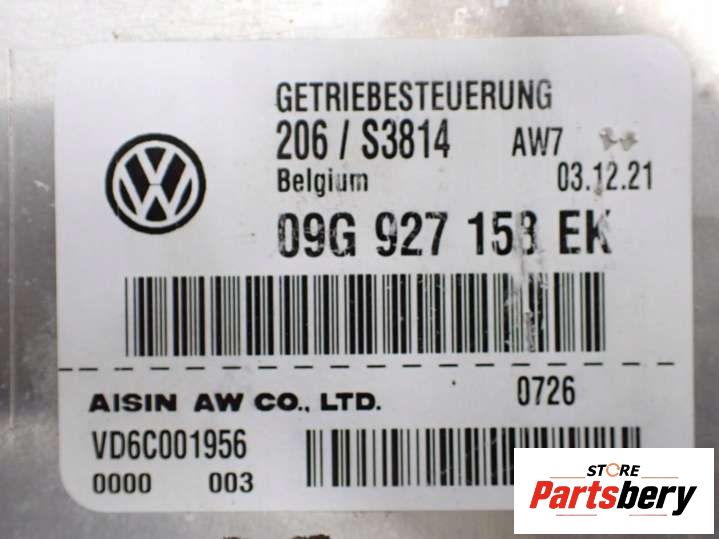 GETRIEBESTEUERUNG
206 / S3814 AW7
Belgium 03.12.21
09G 927 158 EK
AISIN AW CO., LTD. 0726
VD6C001956
0000 003
STORE
Partsbery